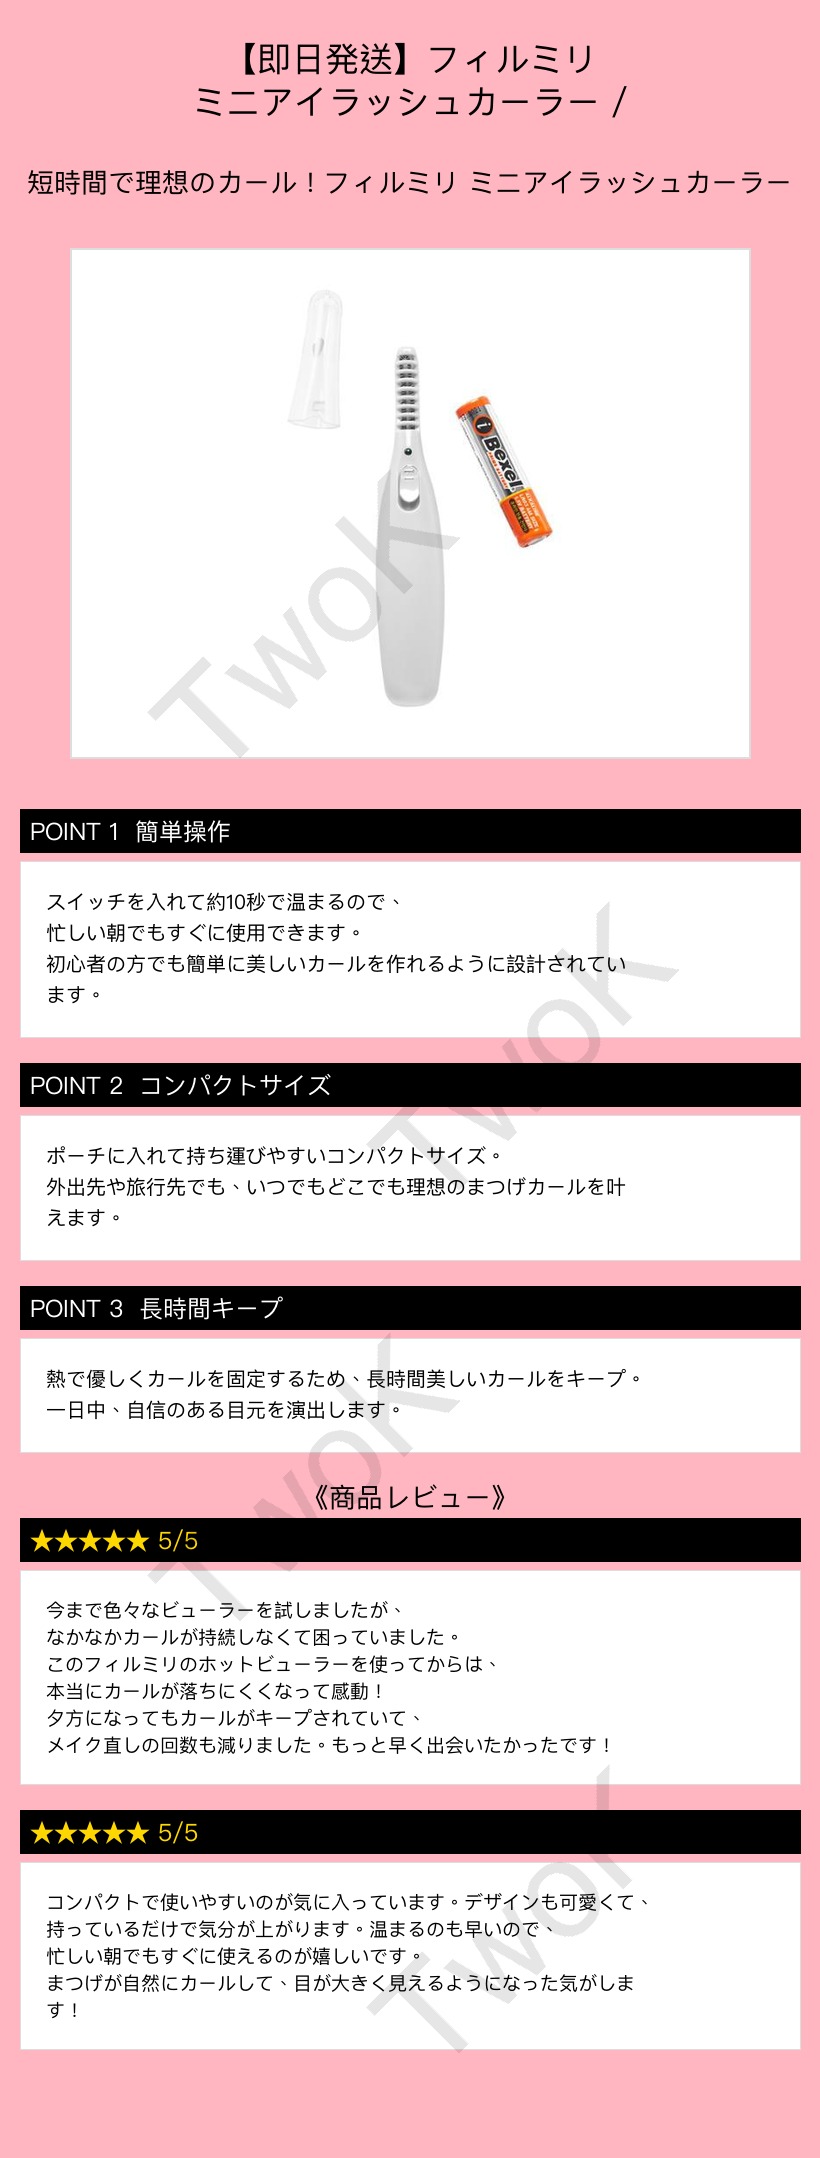 【即日発送】フィルミリ
ミニアイラッシュカーラー /
短時間で理想のカール！フィルミリ ミニアイラッシュカーラー
i Bexel
TwoK
POINT 1 簡単操作
スイッチを入れて約10秒で温まるので、
忙しい朝でもすぐに使用できます。
初心者の方でも簡単に美しいカールを作れるように設計されてい
ます。
TwoK
POINT 2 コンパクトサイズ
ポーチに入れて持ち運びやすいコンパクトサイズ。
外出先や旅行先でも、いつでもどこでも理想のまつげカールを叶
えます。
POINT 3 長時間キープ
熱で優しくカールを固定するため、長時間美しいカールをキープ。
一日中、自信のある目元を演出します。
TwoK
《商品レビュー》
★★★★★ 5/5
今まで色々なビューラーを試しましたが、
なかなかカールが持続しなくて困っていました。
このフィルミリのホットビューラーを使ってからは、
本当にカールが落ちにくくなって感動！
夕方になってもカールがキープされていて、
メイク直しの回数も減りました。もっと早く出会いたかったです！
★★★★★ 5/5
コンパクトで使いやすいのが気に入っています。デザインも可愛くて、
持っているだけで気分が上がります。温まるのも早いので、
忙しい朝でもすぐに使えるのが嬉しいです。
まつげが自然にカールして、目が大きく見えるようになった気がしま
す！
TwoK